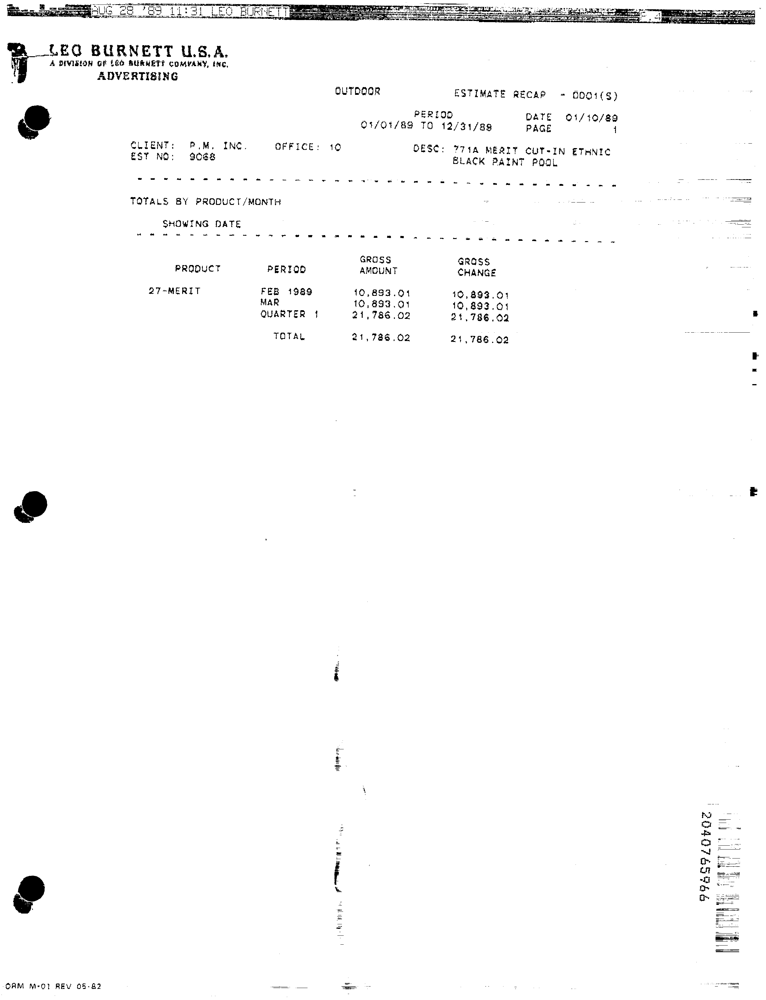 AUG 28 '89 11:31 LEO BURNETT
LEO BURNETT U.S.A.
A DIVISION OF LEO BURNETT COMPANY, INC.
ADVERTISING
OUTDOOR ESTIMATE RECAP - 0001(S)
PERIOD DATE 01/10/89
01/01/89 TO 12/31/89 PAGE 1
CLIENT: P.M. INC. OFFICE: 10 DESC: 771A MERIT CUT-IN ETHNIC
EST NO: 9068 BLACK PAINT POOL
TOTALS BY PRODUCT/MONTH
SHOWING DATE
GROSS GROSS
PRODUCT PERIOD AMOUNT CHANGE
27-MERIT FEB 1989 10,893.01 10,893.01
MAR 10,893.01 10,893.01
QUARTER 1 21,786.02 21,786.02
TOTAL 21,786.02 21,786.02
2040765966
ORM M-01 REV 05-82